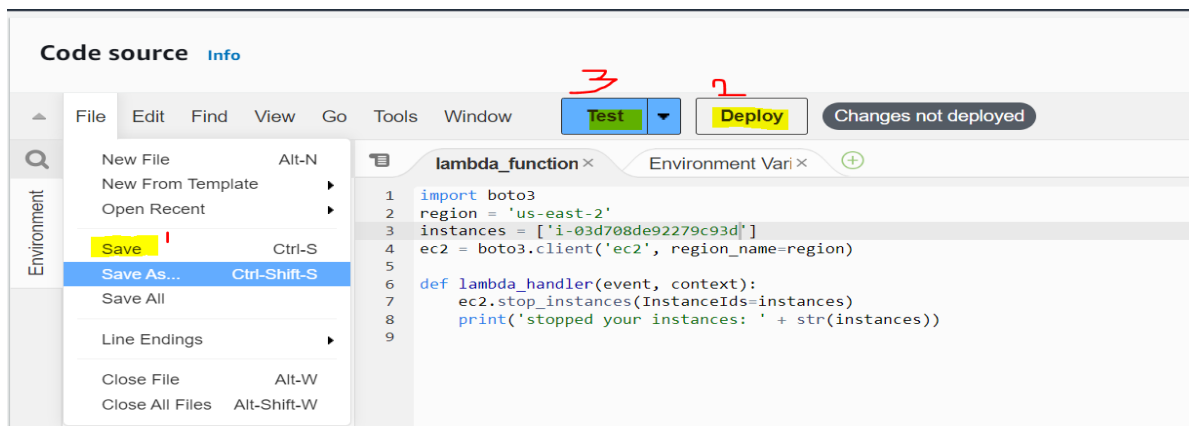 Code source Info
3 2
File Edit Find View Go Tools Window Test Deploy Changes not deployed
New File Alt-N
New From Template
Open Recent
Save 1 Ctrl-S
Save As... Ctrl-Shift-S
Save All
Line Endings
Close File Alt-W
Close All Files Alt-Shift-W
Environment
lambda_function × Environment Vari ×
1 import boto3
2 region = 'us-east-2'
3 instances = ['i-03d708de92279c93d']
4 ec2 = boto3.client('ec2', region_name=region)
5
6 def lambda_handler(event, context):
7     ec2.stop_instances(InstanceIds=instances)
8     print('stopped your instances: ' + str(instances))
9